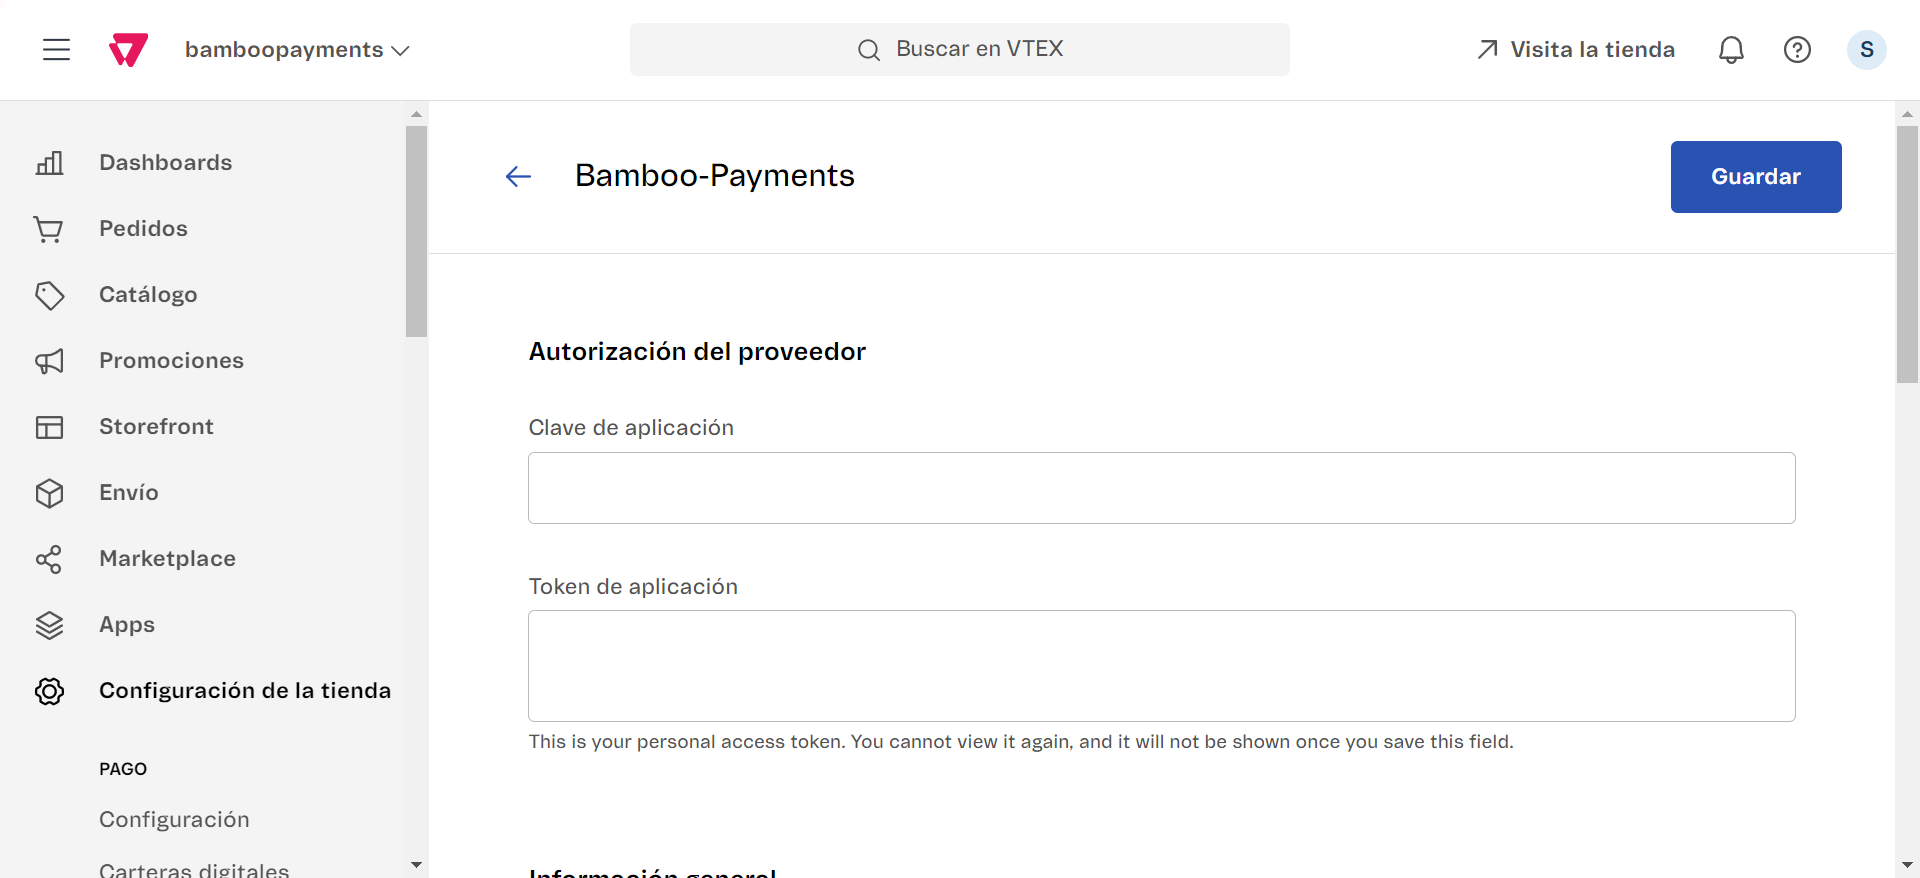 bamboopayments
Buscar en VTEX
Visita la tienda
S
Dashboards
Pedidos
Catálogo
Promociones
Storefront
Envío
Marketplace
Apps
Configuración de la tienda
PAGO
Configuración
Carteras digitales
Bamboo-Payments
Guardar
Autorización del proveedor
Clave de aplicación
Token de aplicación
This is your personal access token. You cannot view it again, and it will not be shown once you save this field.
Información general